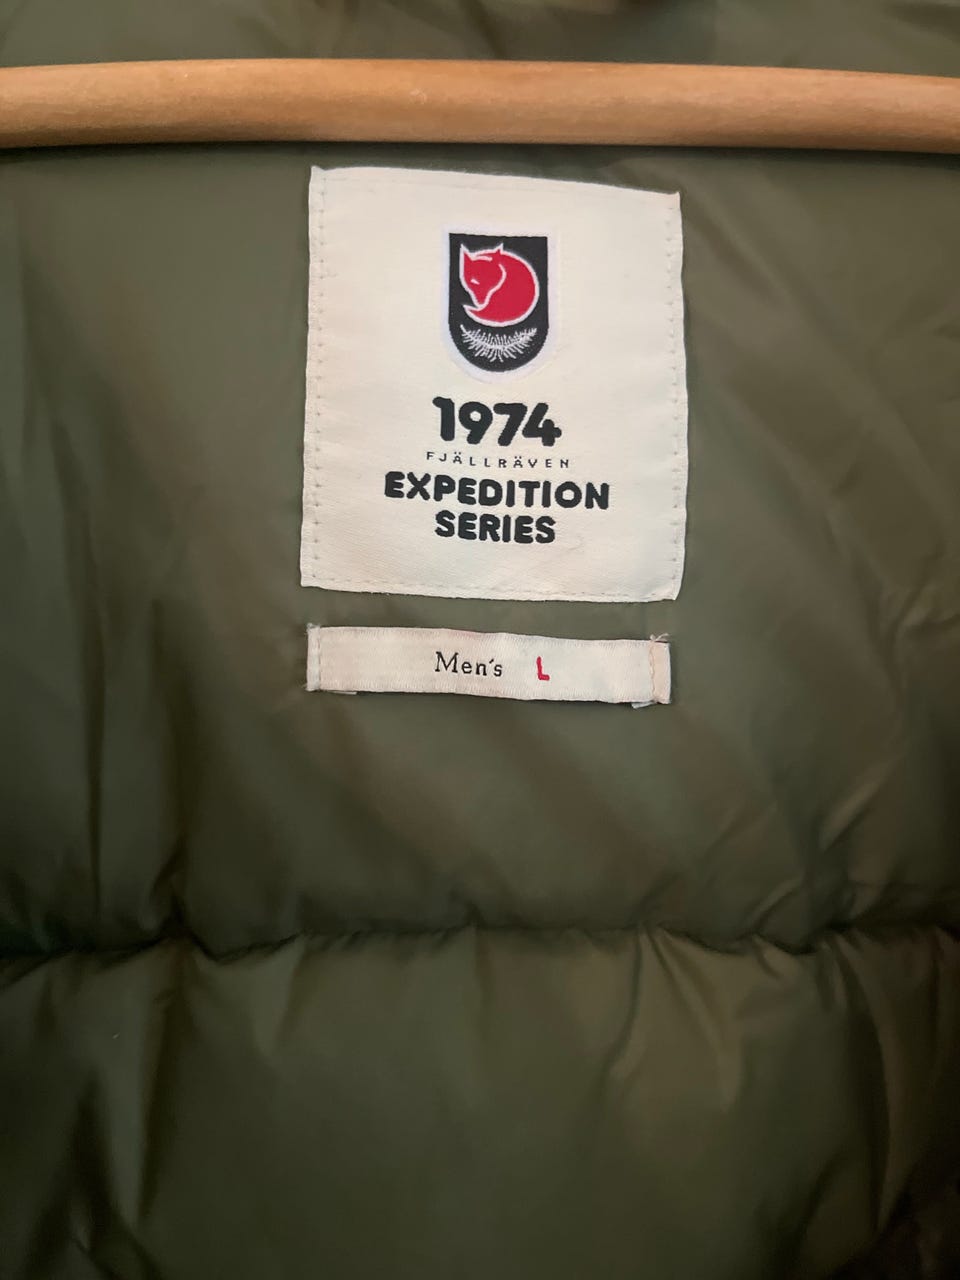 1974
FJÄLLRÄVEN
EXPEDITION
SERIES
Men's L